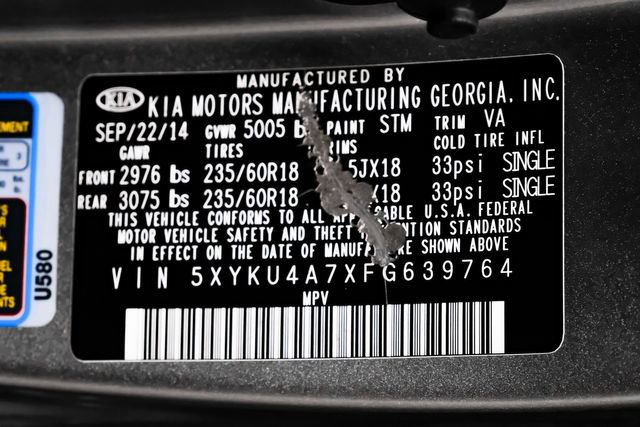 MANUFACTURED BY
KIA KIA MOTORS MANUFACTURING GEORGIA, INC.
SEP/22/14 GVWR 5005 PAINT STM TRIM VA
GAWR TIRES COLD TIRE INFL
FRONT 2976 lbs 235/60R18 5JX18 33psi SINGLE
REAR 3075 lbs 235/60R18 33psi SINGLE
THIS VEHICLE CONFORMS TO ALL U.S.A. FEDERAL
MOTOR VEHICLE SAFETY AND THEFT STANDARDS
IN EFFECT ON THE DATE OF SHOWN ABOVE
VIN 5XYKU4A7XFG639764
MPV
U580